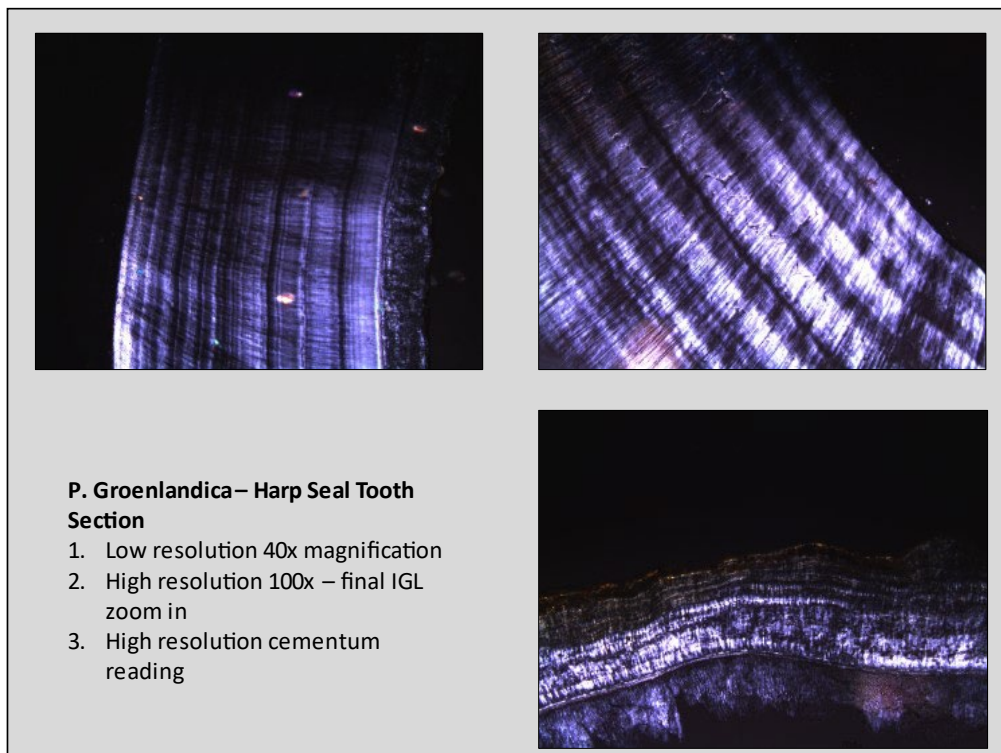 P. Groenlandica – Harp Seal Tooth
Section
1. Low resolution 40x magnification
2. High resolution 100x – final IGL
zoom in
3. High resolution cementum
reading